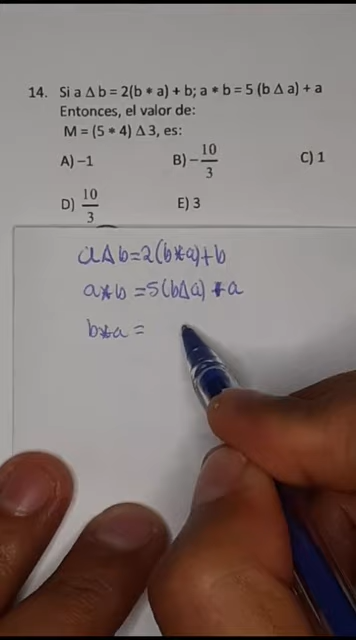 14. Si a Δ b = 2(b * a) + b; a * b = 5 (b Δ a) + a
Entonces, el valor de:
M = (5 * 4) Δ 3, es:
A) −1 B) −10/3 C) 1
D) 10/3 E) 3
a Δ b = 2(b*a)+b
a*b = 5(bΔa) +a
b*a =